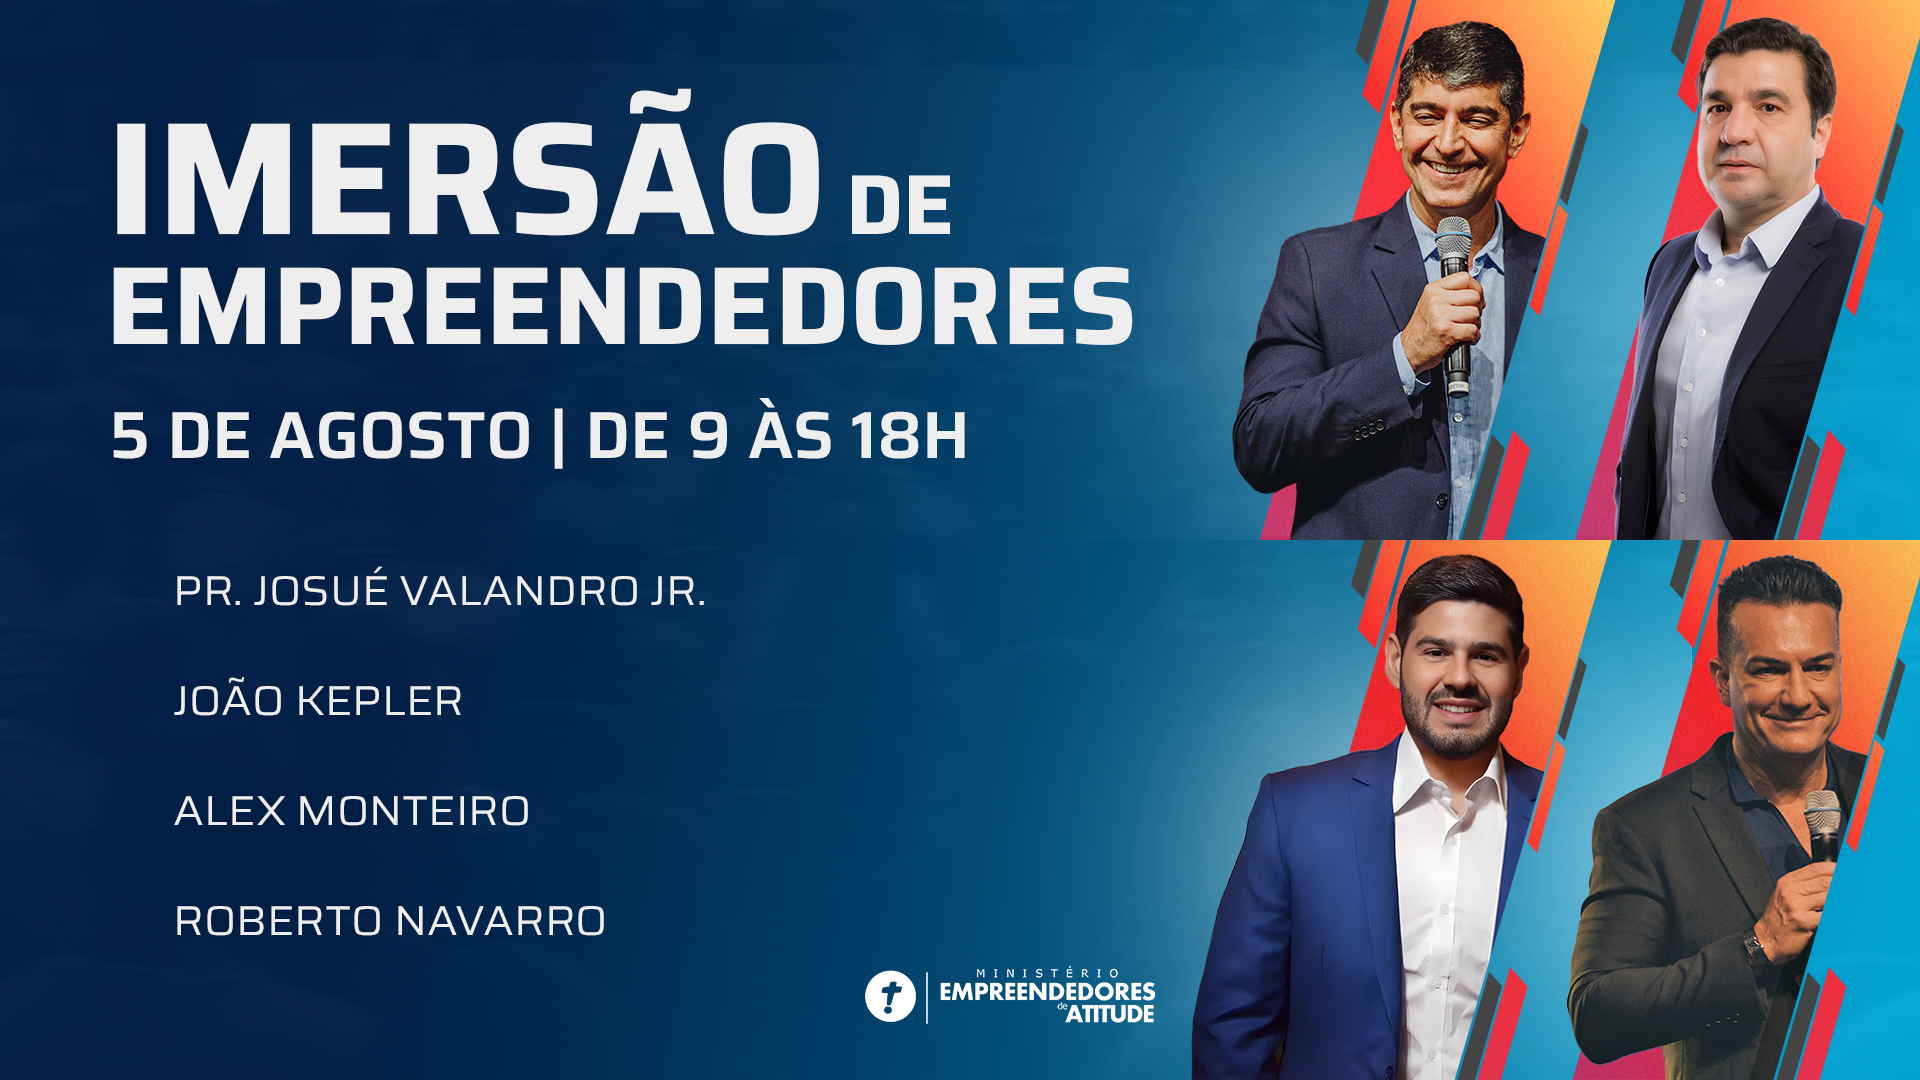 IMERSÃO DE
EMPREENDEDORES
5 DE AGOSTO | DE 9 ÀS 18H
PR. JOSUÉ VALANDRO JR.
JOÃO KEPLER
ALEX MONTEIRO
ROBERTO NAVARRO
MINISTÉRIO
EMPREENDEDORES
de ATITUDE